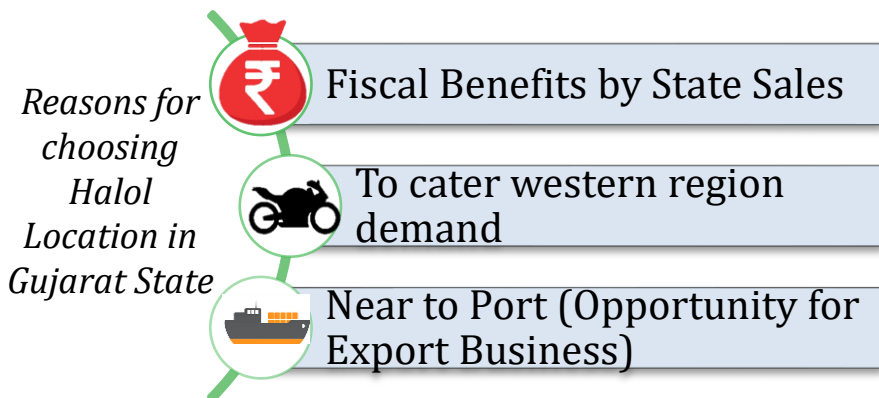 Reasons for
choosing
Halol
Location in
Gujarat State
₹
Fiscal Benefits by State Sales
To cater western region
demand
Near to Port (Opportunity for
Export Business)